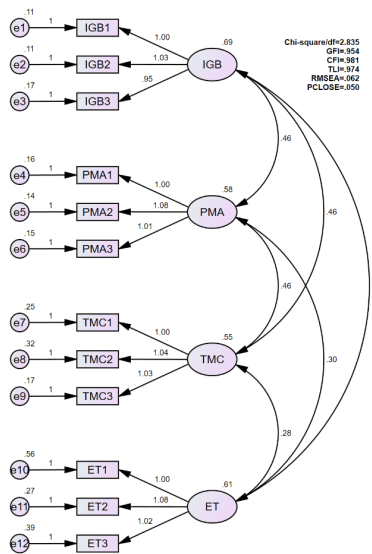 .11
e1 1 IGB1
1.00
.69
Chi-square/df=2.835
GFI=.954
CFI=.981
TLI=.974
RMSEA=.062
PCLOSE=.050
.11
e2 1 IGB2
1.03
IGB
.17
e3 1 IGB3
.95
.46
.16
e4 1 PMA1
1.00
.58
.14
e5 1 PMA2
1.08
PMA
.46
.15
e6 1 PMA3
1.01
.46
.25
e7 1 TMC1
1.00
.55
.32
e8 1 TMC2
1.04
TMC
.30
.17
e9 1 TMC3
1.03
.28
.56
e10 1 ET1
1.00
.61
.27
e11 1 ET2
1.08
ET
.39
e12 1 ET3
1.02